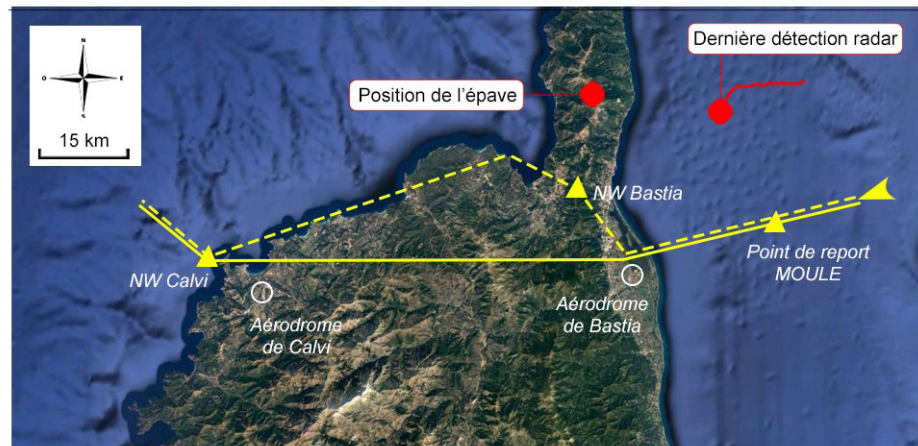 N
O
E
S
15 km
Position de l'épave
Dernière détection radar
NW Bastia
NW Calvi
Point de report
MOULE
Aérodrome
de Calvi
Aérodrome
de Bastia